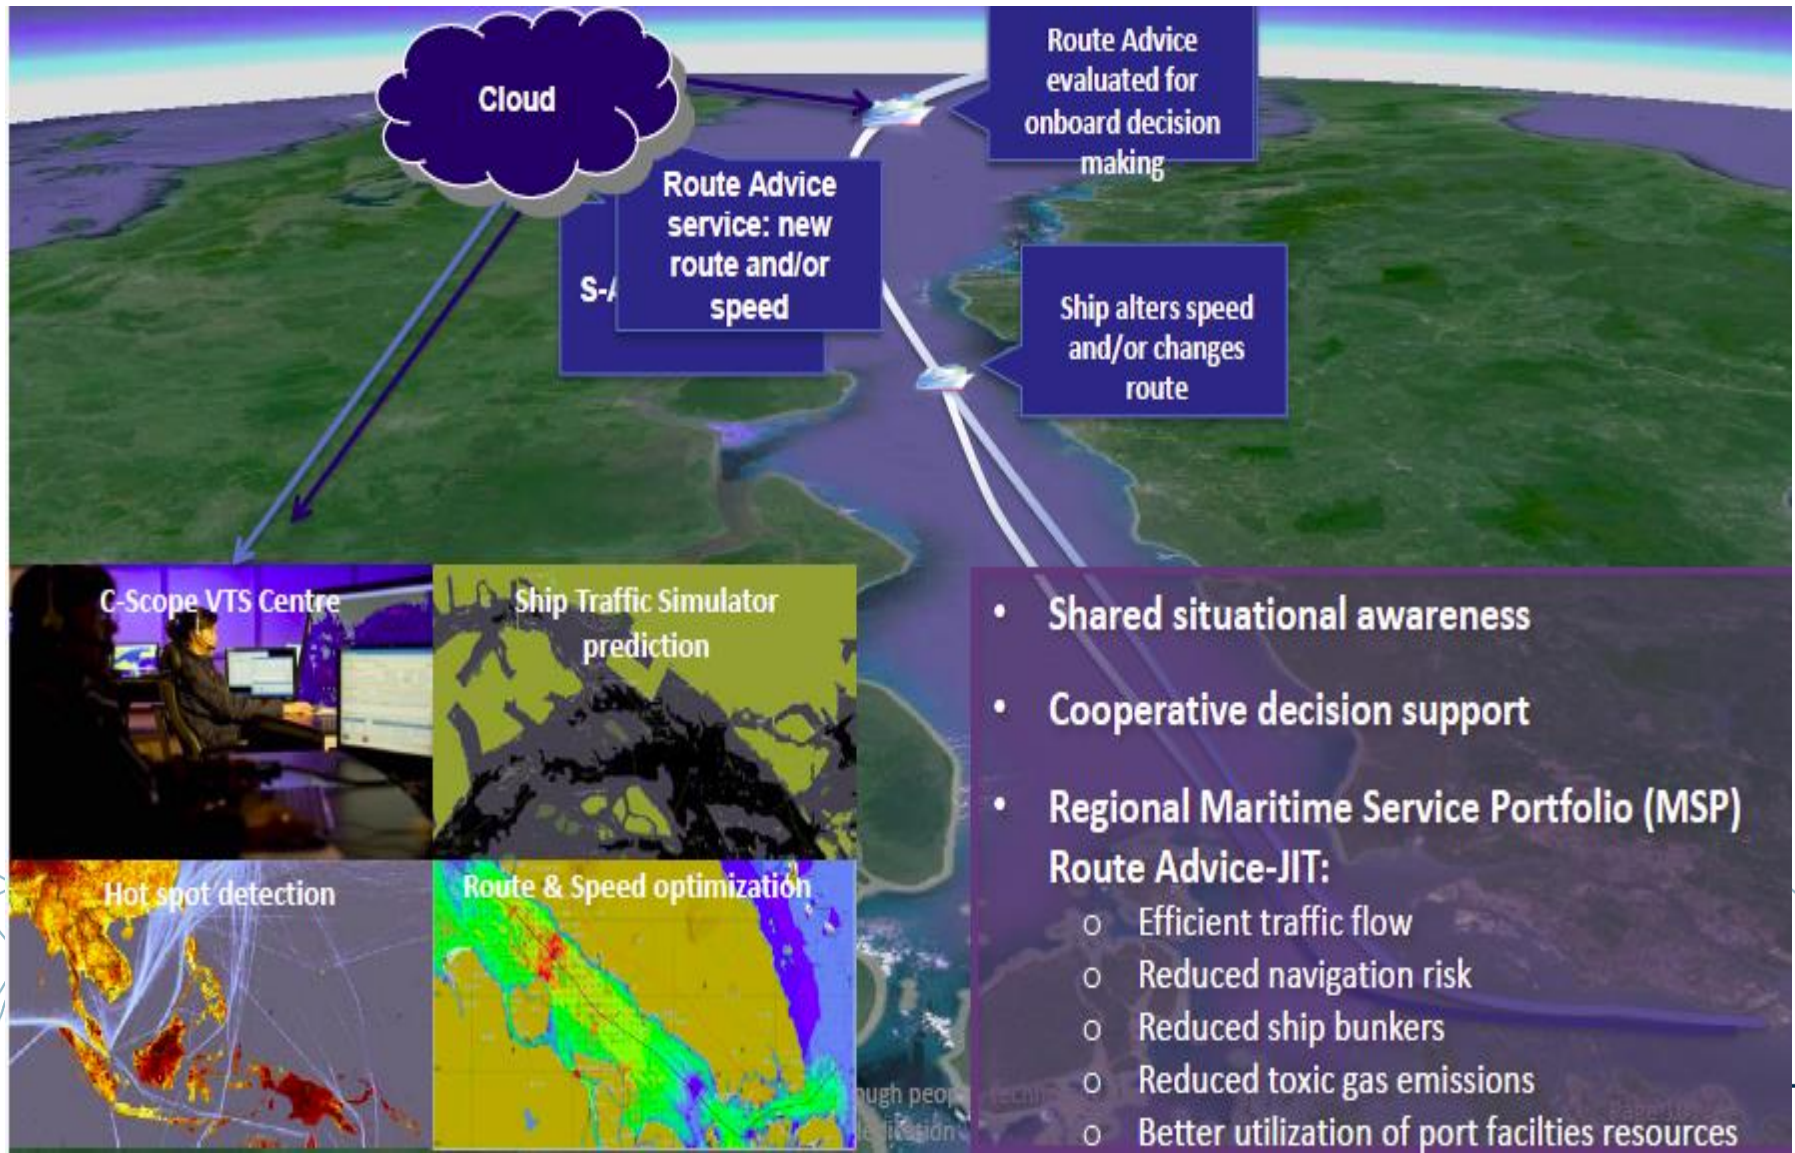 Cloud
Route Advice
evaluated for
onboard decision
making
Route Advice
service: new
route and/or
speed
Ship alters speed
and/or changes
route
C-Scope VTS Centre
Ship Traffic Simulator
prediction
Hot spot detection
Route & Speed optimization
• Shared situational awareness
• Cooperative decision support
• Regional Maritime Service Portfolio (MSP)
Route Advice-JIT:
o Efficient traffic flow
o Reduced navigation risk
o Reduced ship bunkers
o Reduced toxic gas emissions
o Better utilization of port facilties resources